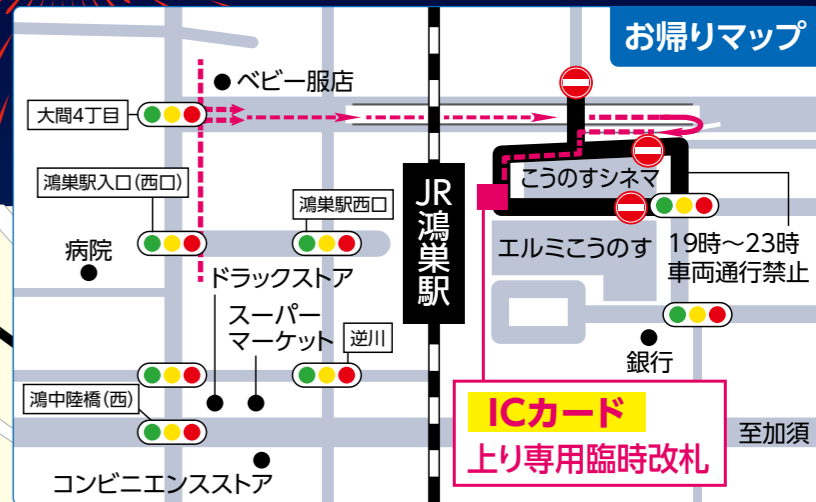 お帰りマップ
ベビー服店
大間4丁目
鴻巣駅入口(西口)
鴻巣駅西口
病院
ドラックストア
スーパー
マーケット
逆川
鴻中陸橋(西)
コンビニエンスストア
JR鴻巣駅
こうのすシネマ
エルミこうのす
19時～23時
車両通行禁止
銀行
ICカード
上り専用臨時改札
至加須